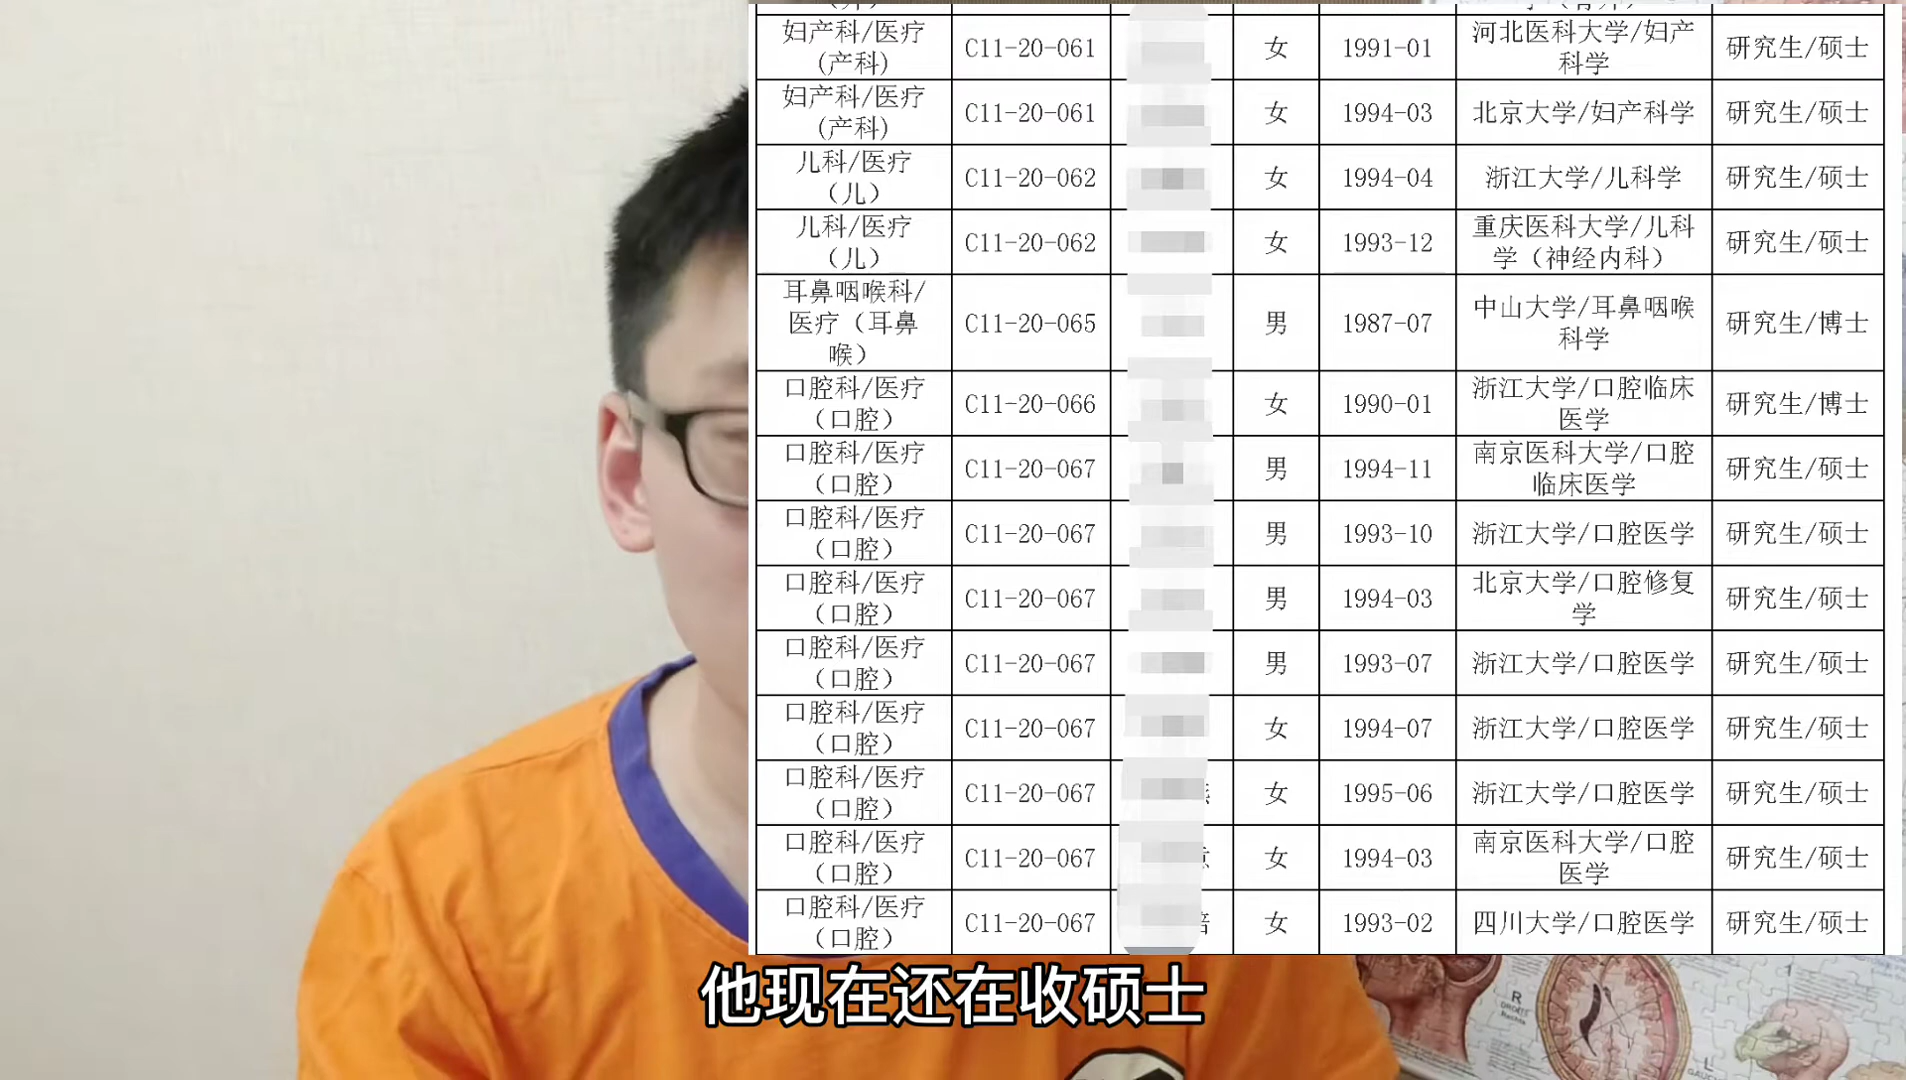 妇产科/医疗 C11-20-061 女 1991-01 河北医科大学/妇产 研究生/硕士
(产科) 科学
妇产科/医疗 C11-20-061 女 1994-03 北京大学/妇产科学 研究生/硕士
(产科)
儿科/医疗 C11-20-062 女 1994-04 浙江大学/儿科学 研究生/硕士
（儿）
儿科/医疗 C11-20-062 女 1993-12 重庆医科大学/儿科 研究生/硕士
（儿） 学（神经内科）
耳鼻咽喉科/ 中山大学/耳鼻咽喉
医疗（耳鼻 C11-20-065 男 1987-07 科学 研究生/博士
喉）
口腔科/医疗 C11-20-066 女 1990-01 浙江大学/口腔临床 研究生/博士
（口腔） 医学
口腔科/医疗 C11-20-067 男 1994-11 南京医科大学/口腔 研究生/硕士
（口腔） 临床医学
口腔科/医疗 C11-20-067 男 1993-10 浙江大学/口腔医学 研究生/硕士
（口腔）
口腔科/医疗 C11-20-067 男 1994-03 北京大学/口腔修复 研究生/硕士
（口腔） 学
口腔科/医疗 C11-20-067 男 1993-07 浙江大学/口腔医学 研究生/硕士
（口腔）
口腔科/医疗 C11-20-067 女 1994-07 浙江大学/口腔医学 研究生/硕士
（口腔）
口腔科/医疗 C11-20-067 女 1995-06 浙江大学/口腔医学 研究生/硕士
（口腔）
口腔科/医疗 C11-20-067 女 1994-03 南京医科大学/口腔 研究生/硕士
（口腔） 医学
口腔科/医疗 C11-20-067 女 1993-02 四川大学/口腔医学 研究生/硕士
（口腔）
他现在还在收硕士
R
DROITE
Rechts
L